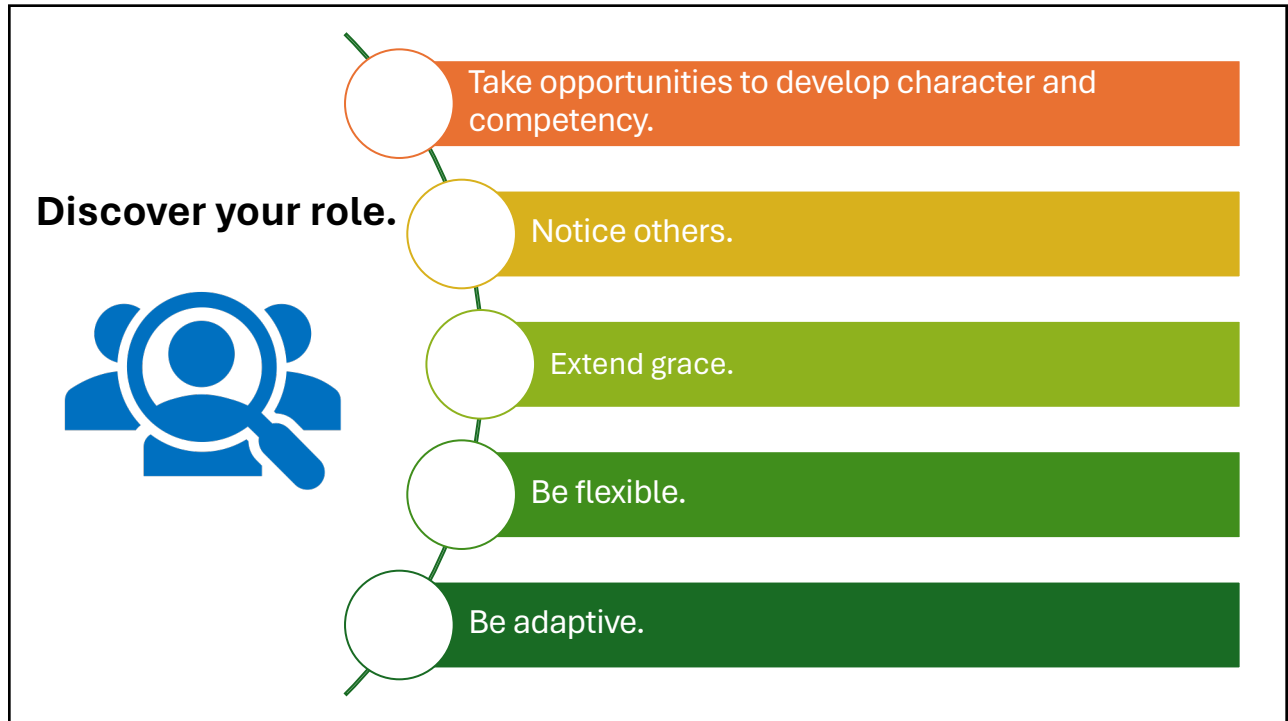 Discover your role.
Take opportunities to develop character and
competency.
Notice others.
Extend grace.
Be flexible.
Be adaptive.